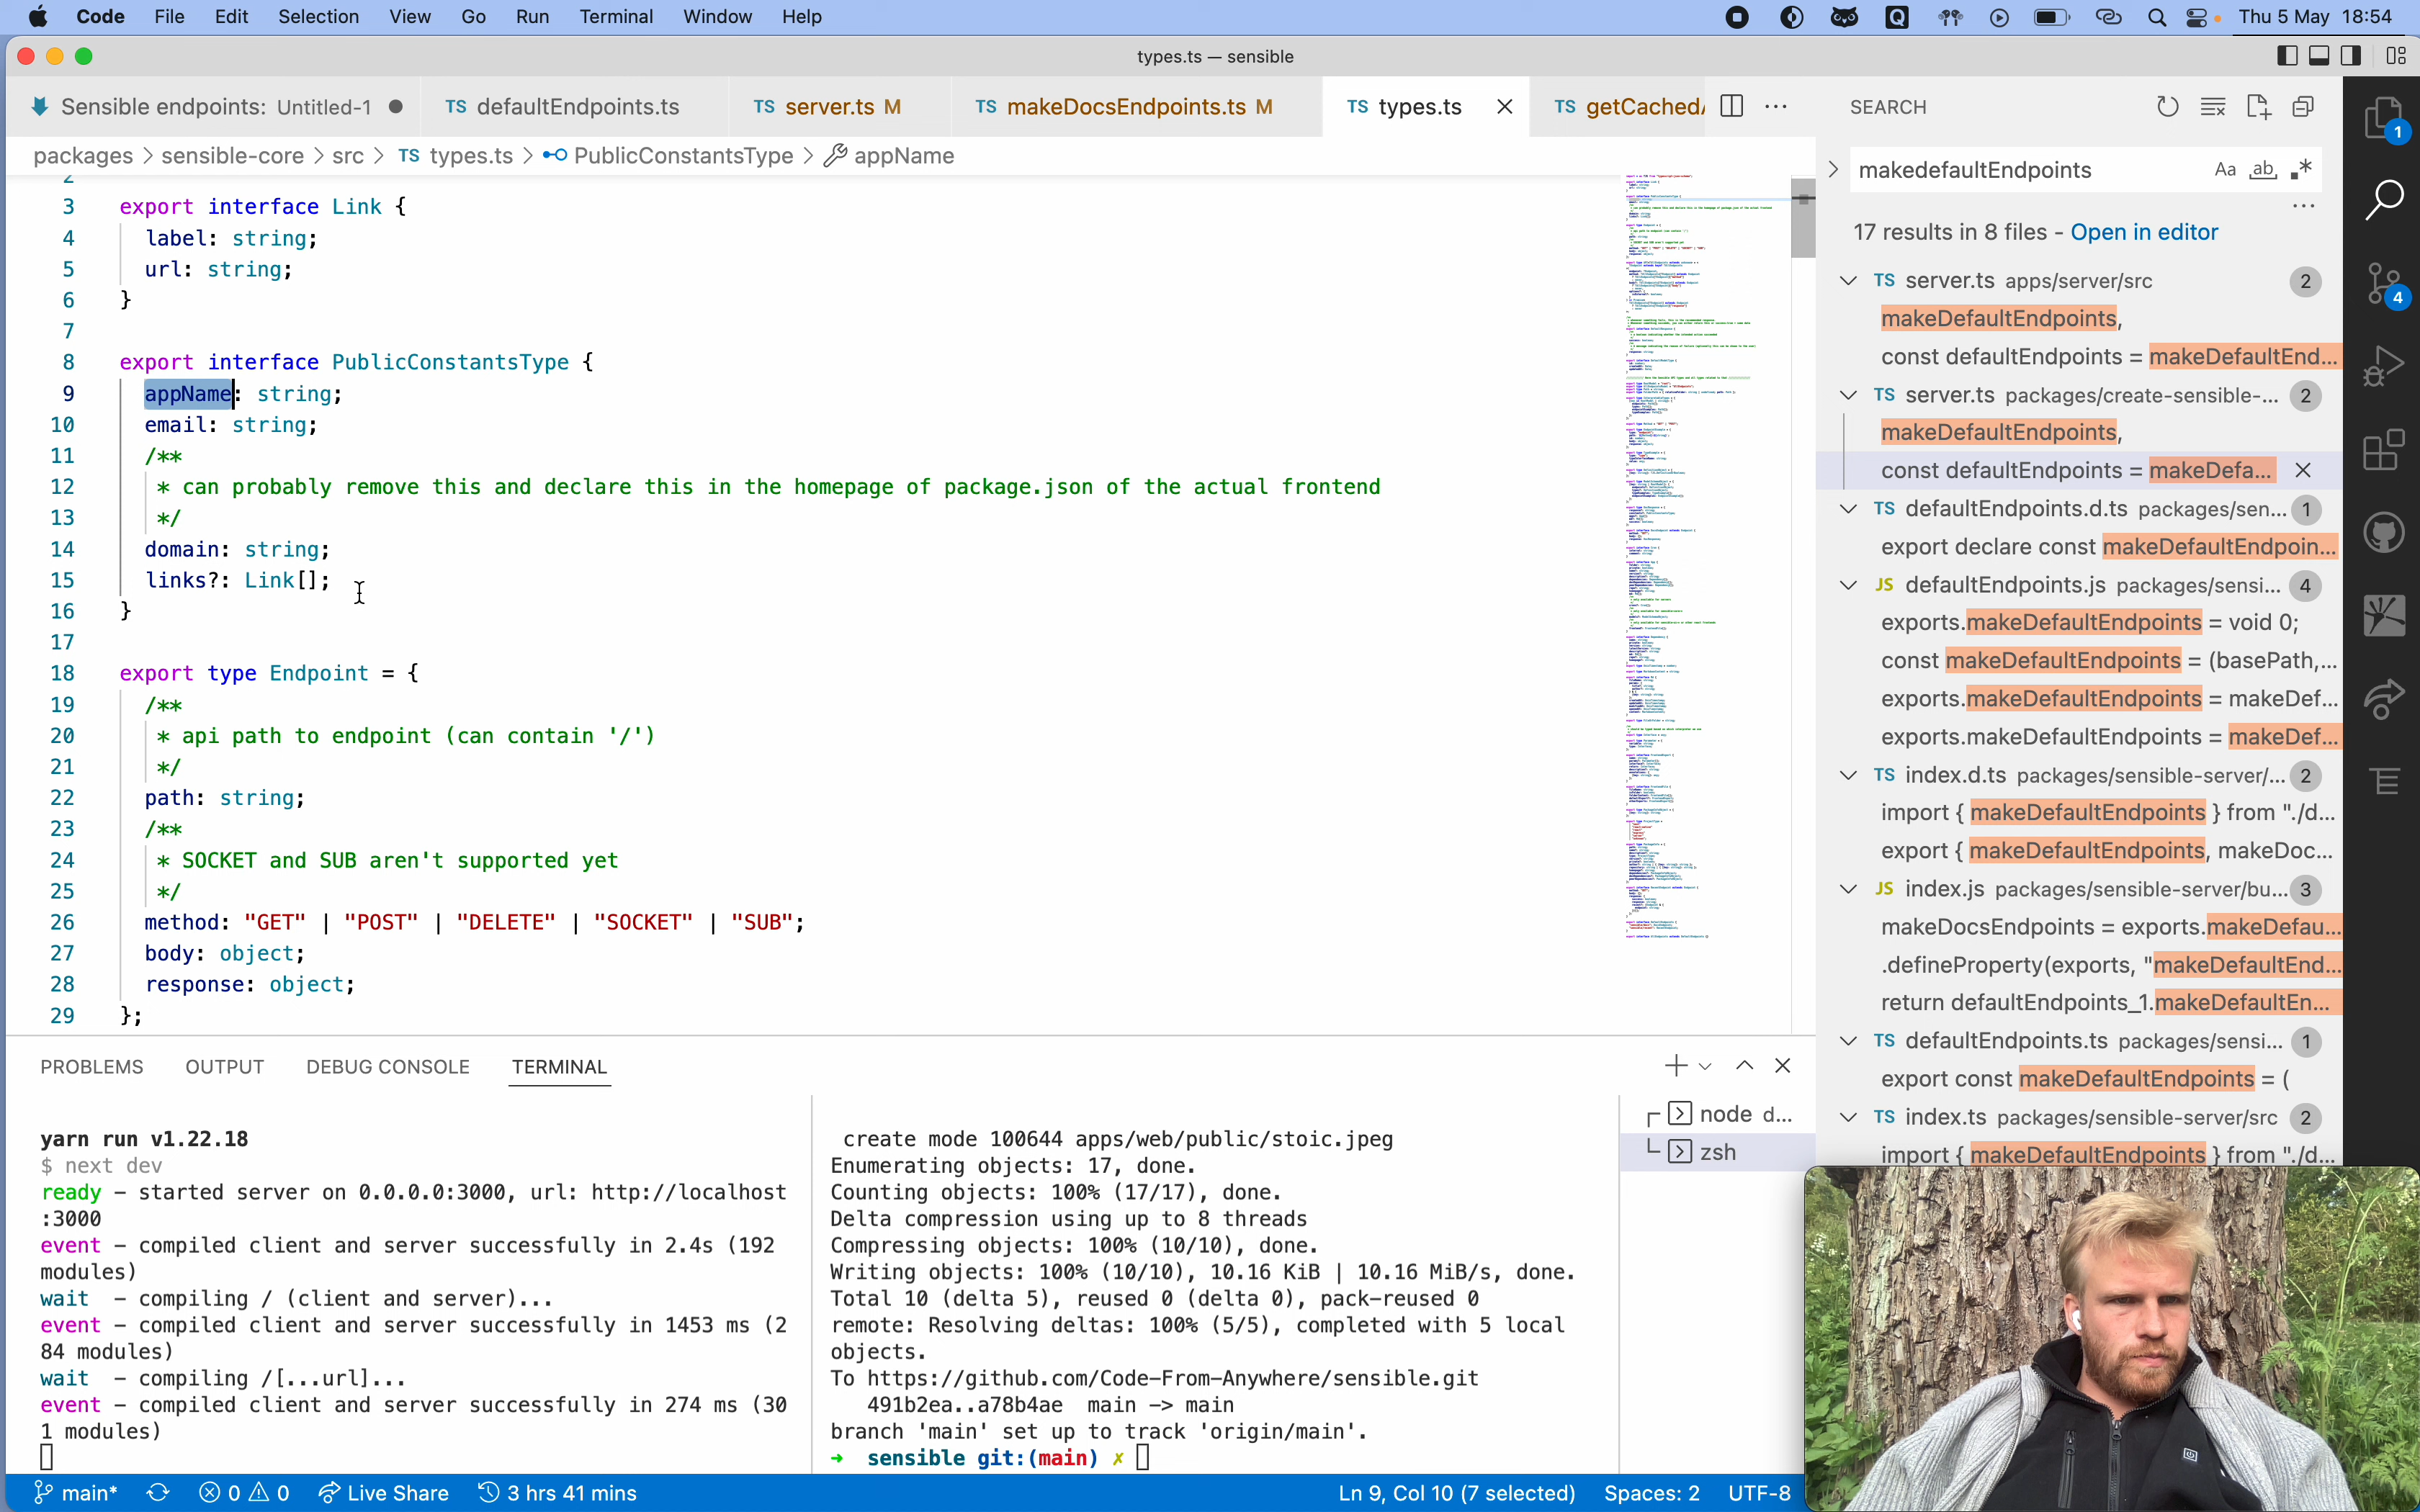 Code File Edit Selection View Go Run Terminal Window Help Thu 5 May 18:54
types.ts — sensible
Sensible endpoints: Untitled-1 ● TS defaultEndpoints.ts TS server.ts M TS makeDocsEndpoints.ts M TS types.ts TS getCachedA
packages > sensible-core > src > TS types.ts > PublicConstantsType > appName
2
3 export interface Link {
4 label: string;
5 url: string;
6 }
7
8 export interface PublicConstantsType {
9 appName: string;
10 email: string;
11 /**
12 * can probably remove this and declare this in the homepage of package.json of the actual frontend
13 */
14 domain: string;
15 links?: Link[];
16 }
17
18 export type Endpoint = {
19 /**
20 * api path to endpoint (can contain '/')
21 */
22 path: string;
23 /**
24 * SOCKET and SUB aren't supported yet
25 */
26 method: "GET" | "POST" | "DELETE" | "SOCKET" | "SUB";
27 body: object;
28 response: object;
29 };
PROBLEMS OUTPUT DEBUG CONSOLE TERMINAL
yarn run v1.22.18
$ next dev
ready - started server on 0.0.0.0:3000, url: http://localhost
:3000
event - compiled client and server successfully in 2.4s (192
modules)
wait - compiling / (client and server)...
event - compiled client and server successfully in 1453 ms (2
84 modules)
wait - compiling /[...url]...
event - compiled client and server successfully in 274 ms (30
1 modules)
create mode 100644 apps/web/public/stoic.jpeg
Enumerating objects: 17, done.
Counting objects: 100% (17/17), done.
Delta compression using up to 8 threads
Compressing objects: 100% (10/10), done.
Writing objects: 100% (10/10), 10.16 KiB | 10.16 MiB/s, done.
Total 10 (delta 5), reused 0 (delta 0), pack-reused 0
remote: Resolving deltas: 100% (5/5), completed with 5 local
objects.
To https://github.com/Code-From-Anywhere/sensible.git
491b2ea..a78b4ae main -> main
branch 'main' set up to track 'origin/main'.
➜ sensible git:(main) ✗
node d...
zsh
SEARCH
makedefaultEndpoints Aa ab .*
17 results in 8 files - Open in editor
TS server.ts apps/server/src 2
makeDefaultEndpoints,
const defaultEndpoints = makeDefaultEnd...
TS server.ts packages/create-sensible-... 2
makeDefaultEndpoints,
const defaultEndpoints = makeDefa...
TS defaultEndpoints.d.ts packages/sen... 1
export declare const makeDefaultEndpoin...
JS defaultEndpoints.js packages/sensi... 4
exports.makeDefaultEndpoints = void 0;
const makeDefaultEndpoints = (basePath,...
exports.makeDefaultEndpoints = makeDef...
exports.makeDefaultEndpoints = makeDef...
TS index.d.ts packages/sensible-server/... 2
import { makeDefaultEndpoints } from "./d...
export { makeDefaultEndpoints, makeDoc...
JS index.js packages/sensible-server/bu... 3
makeDocsEndpoints = exports.makeDefau...
.defineProperty(exports, "makeDefaultEnd...
return defaultEndpoints_1.makeDefaultEn...
TS defaultEndpoints.ts packages/sensi... 1
export const makeDefaultEndpoints = (
TS index.ts packages/sensible-server/src 2
import { makeDefaultEndpoints } from "./d...
1
4
main* 0 0 Live Share 3 hrs 41 mins Ln 9, Col 10 (7 selected) Spaces: 2 UTF-8